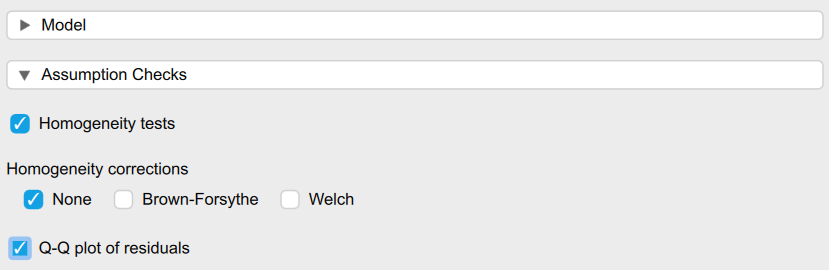 Model
Assumption Checks
Homogeneity tests
Homogeneity corrections
None Brown-Forsythe Welch
Q-Q plot of residuals